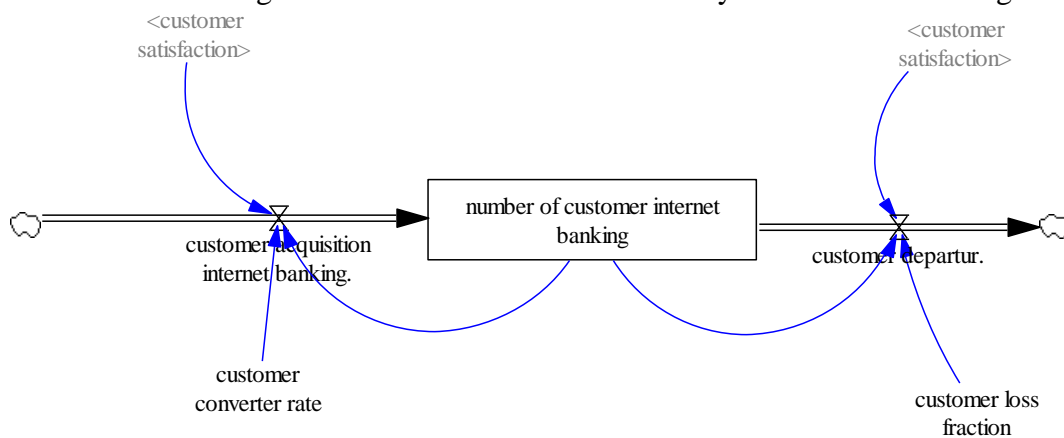 <customer
satisfaction>
<customer
satisfaction>
number of customer internet
banking
customer acquisition
internet banking.
customer departur.
customer
converter rate
customer loss
fraction